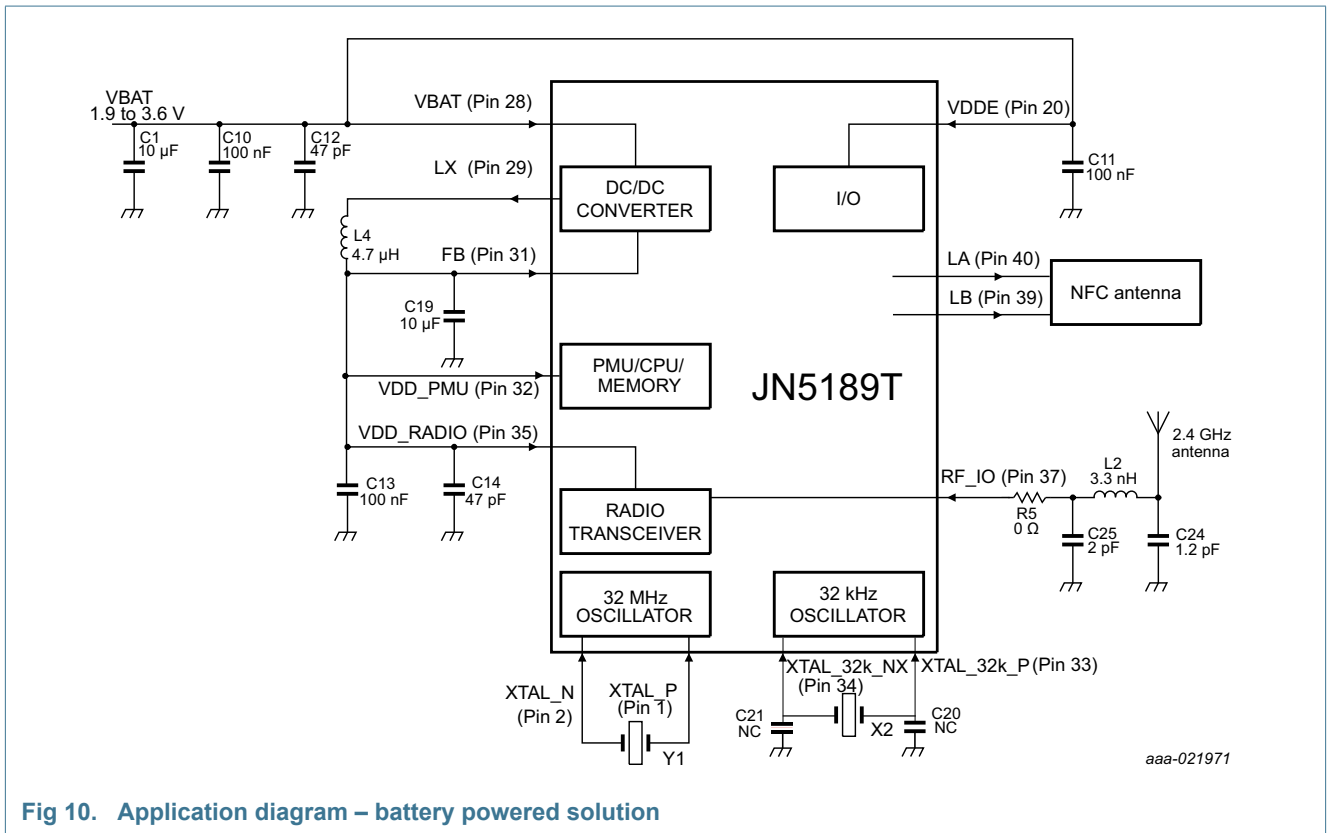 VBAT
1.9 to 3.6 V
C1
10 µF
C10
100 nF
C12
47 pF
VBAT (Pin 28)
VDDE (Pin 20)
C11
100 nF
LX (Pin 29)
DC/DC
CONVERTER
I/O
L4
4.7 µH
FB (Pin 31)
C19
10 µF
LA (Pin 40)
LB (Pin 39)
NFC antenna
PMU/CPU/
MEMORY
VDD_PMU (Pin 32)
JN5189T
VDD_RADIO (Pin 35)
C13
100 nF
C14
47 pF
RADIO
TRANSCEIVER
2.4 GHz
antenna
RF_IO (Pin 37)
L2
3.3 nH
R5
0 Ω
C25
2 pF
C24
1.2 pF
32 MHz
OSCILLATOR
32 kHz
OSCILLATOR
XTAL_N
(Pin 2)
XTAL_P
(Pin 1)
Y1
XTAL_32k_NX
(Pin 34)
XTAL_32k_P (Pin 33)
C21
NC
X2
C20
NC
aaa-021971
Fig 10. Application diagram – battery powered solution